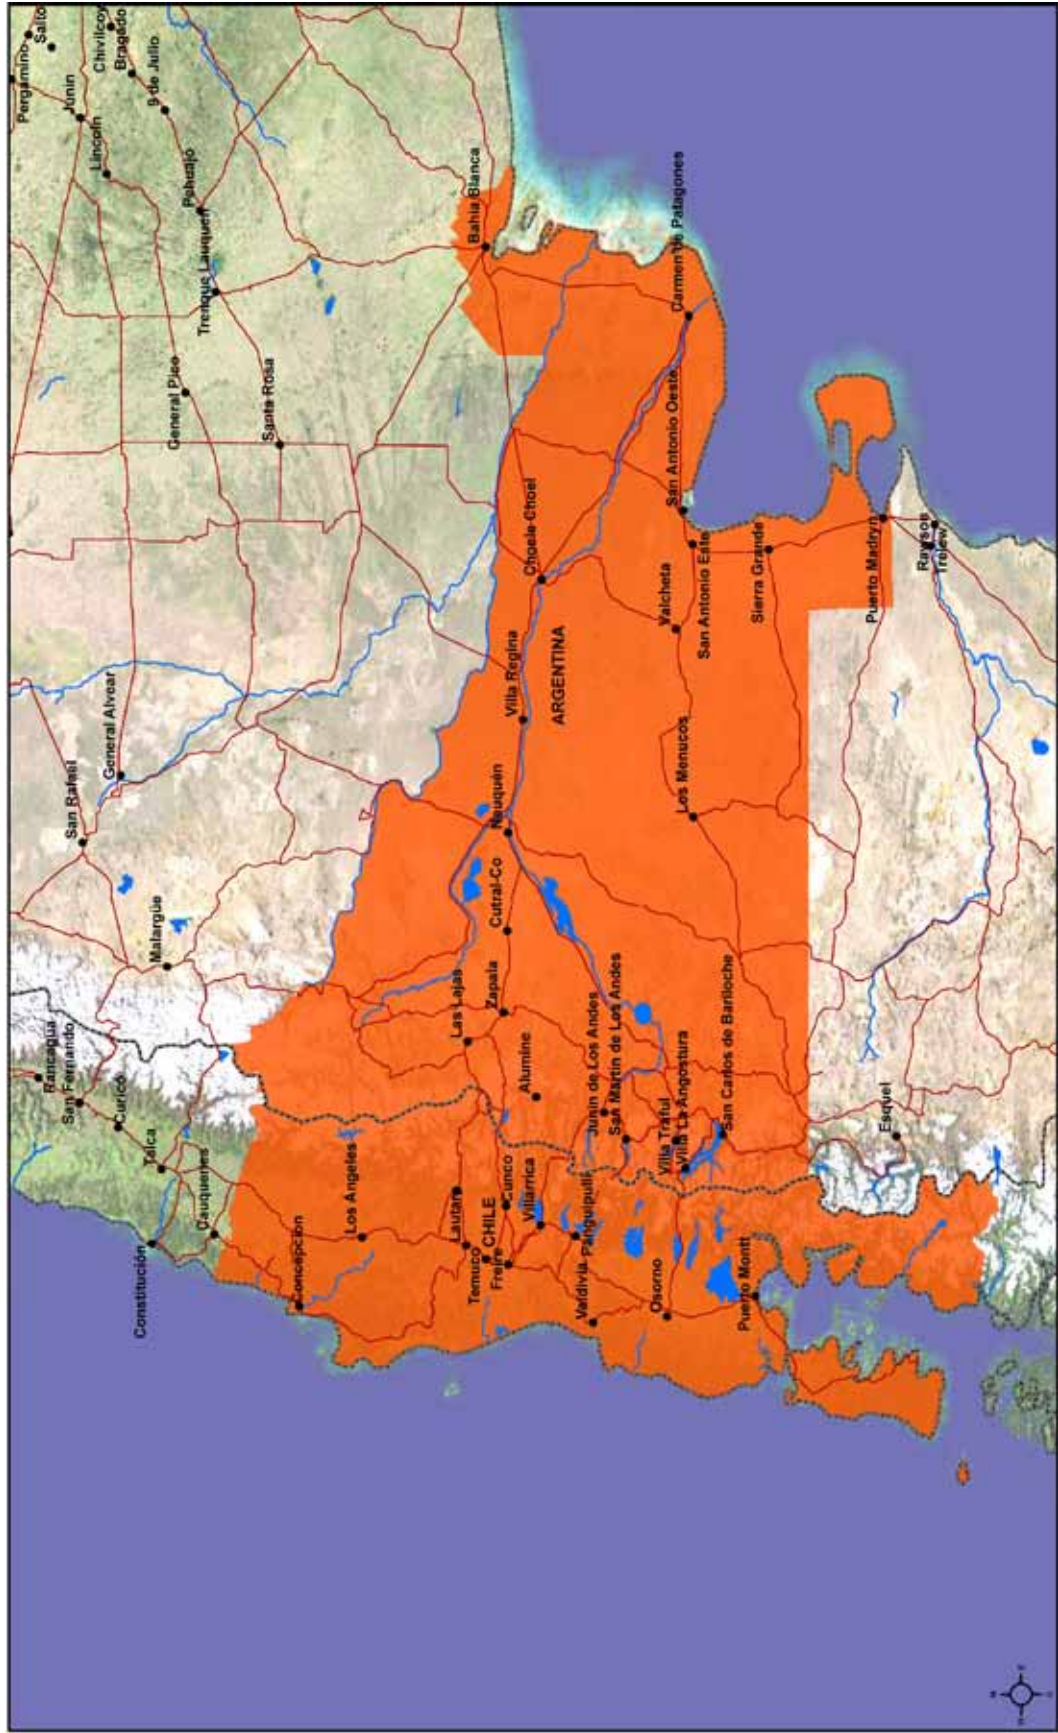 Pergamino
Salto
Rancagua
San Fernando
San Rafael
Junin
Lincoln
Chivilcoy
Bragado
Curicó
General Alvear
Constitución
Talca
Malargüe
9 de Julio
General Pico
Pehuajó
Trenque Lauquen
Cauquenes
Santa Rosa
Concepción
Los Angeles
Lautaro
Las Lajas
Bahía Blanca
Temuco
CHILE
Freire
Cunco
Zapala
Cutral-Co
Neuquén
Villa Regina
Choele-Choel
Villarrica
Alumine
ARGENTINA
Valdivia
Panguipulli
Junín de Los Andes
San Martín de Los Andes
Osorno
Villa Traful
Villa La Angostura
Los Menucos
Valcheta
San Antonio Oeste
Carmen de Patagones
San Antonio Este
San Carlos de Bariloche
Puerto Montt
Sierra Grande
Puerto Madryn
Esquel
Rawson
Trelew